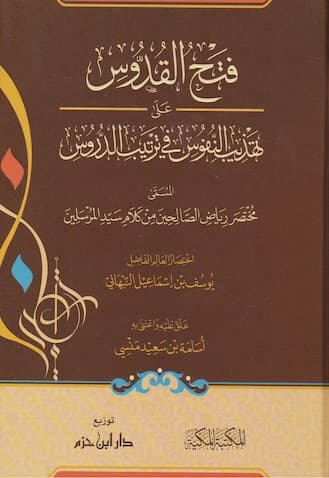 فتح القدوس
على
تهذيب النفوس في ترتيب الدروس
المسمى
مختصر رياض الصالحين من كلام سيد المرسلين
اختصار العالم الفاضل
يوسف بن إسماعيل النبهاني
علق عليه واعتنى به
أسامة بن سعيد منسي
المكتبة المكية
توزيع
دار ابن حزم